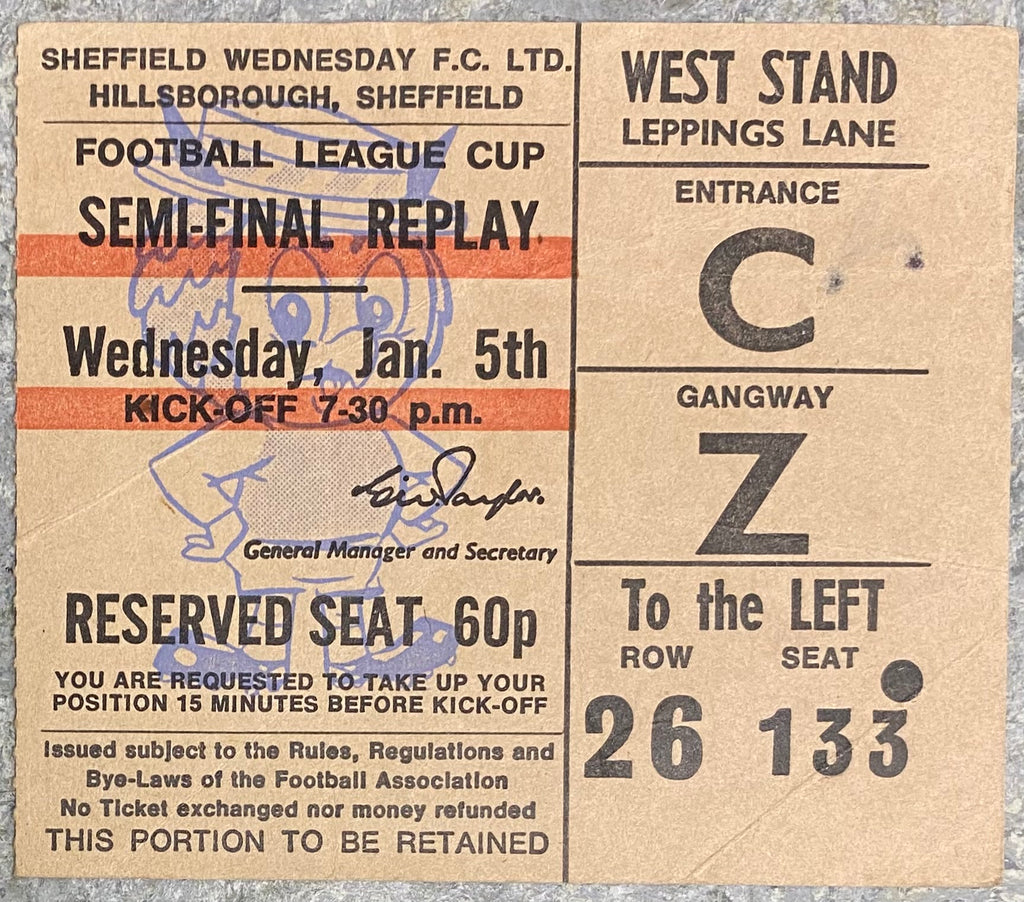 SHEFFIELD WEDNESDAY F.C. LTD.
HILLSBOROUGH, SHEFFIELD
FOOTBALL LEAGUE CUP
SEMI-FINAL REPLAY
Wednesday, Jan. 5th
KICK-OFF 7-30 p.m.
Eric Taylor.
General Manager and Secretary
RESERVED SEAT 60p
YOU ARE REQUESTED TO TAKE UP YOUR
POSITION 15 MINUTES BEFORE KICK-OFF
Issued subject to the Rules, Regulations and
Bye-Laws of the Football Association
No Ticket exchanged nor money refunded
THIS PORTION TO BE RETAINED
WEST STAND
LEPPINGS LANE
ENTRANCE
C
GANGWAY
Z
To the LEFT
ROW SEAT
26 133